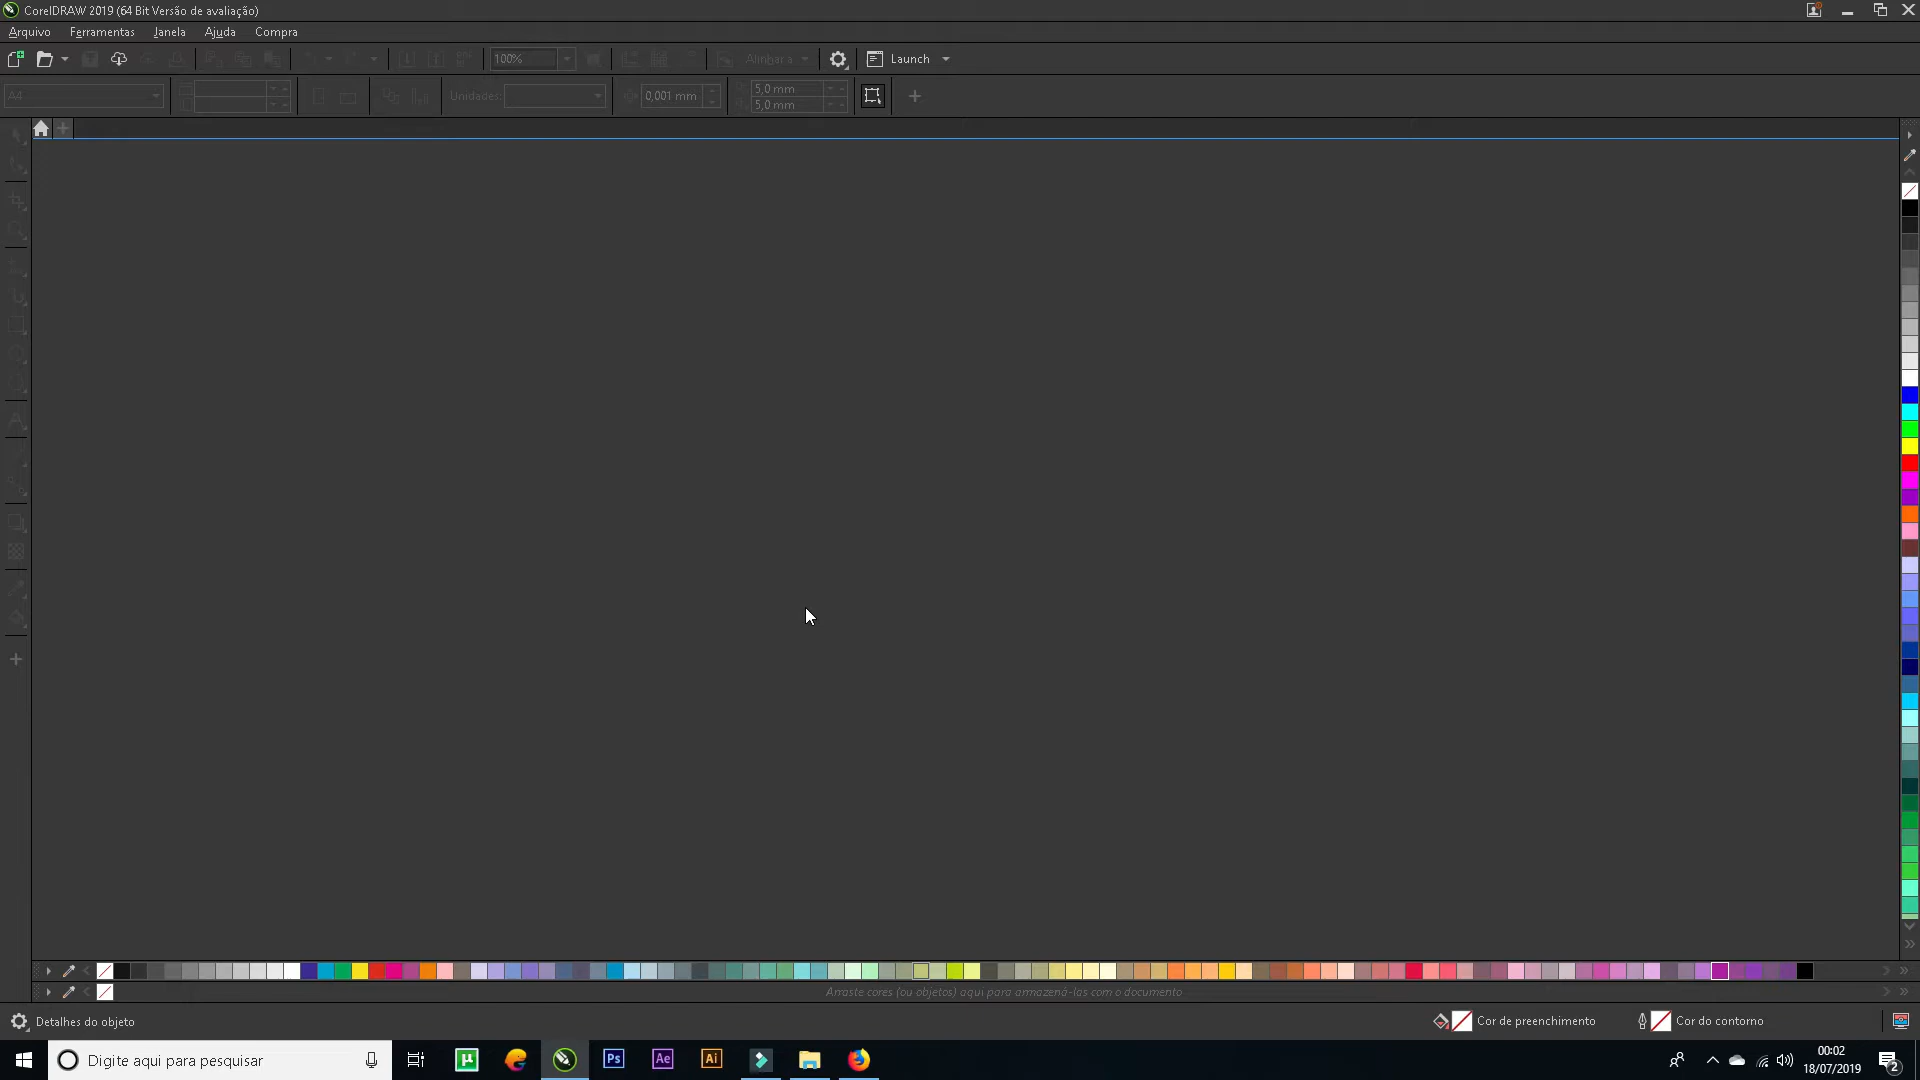 CorelDRAW 2019 (64 Bit Versão de avaliação)
Arquivo Ferramentas Janela Ajuda Compra
100% Alinhar a Launch
A4 Unidades: 0,001 mm 5,0 mm
5,0 mm
Arraste cores (ou objetos) aqui para armazená-las com o documento
Detalhes do objeto Cor de preenchimento Cor do contorno
Digite aqui para pesquisar µ Ps Ae Ai 00:02
18/07/2019 2